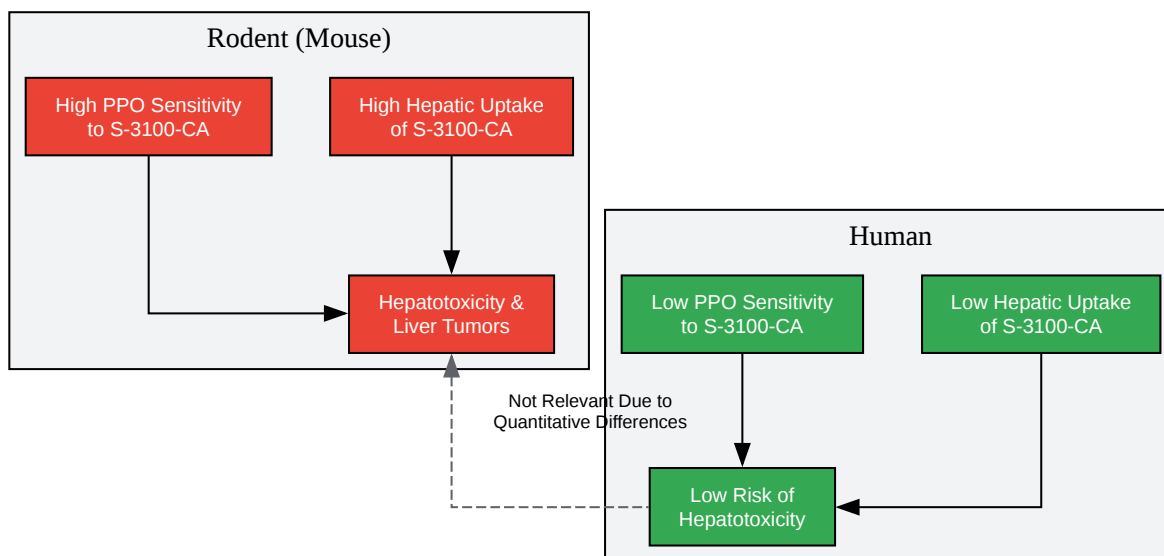 Rodent (Mouse)
High PPO Sensitivity
to S-3100-CA
High Hepatic Uptake
of S-3100-CA
Hepatotoxicity &
Liver Tumors
Human
Low PPO Sensitivity
to S-3100-CA
Low Hepatic Uptake
of S-3100-CA
Not Relevant Due to
Quantitative Differences
Low Risk of
Hepatotoxicity